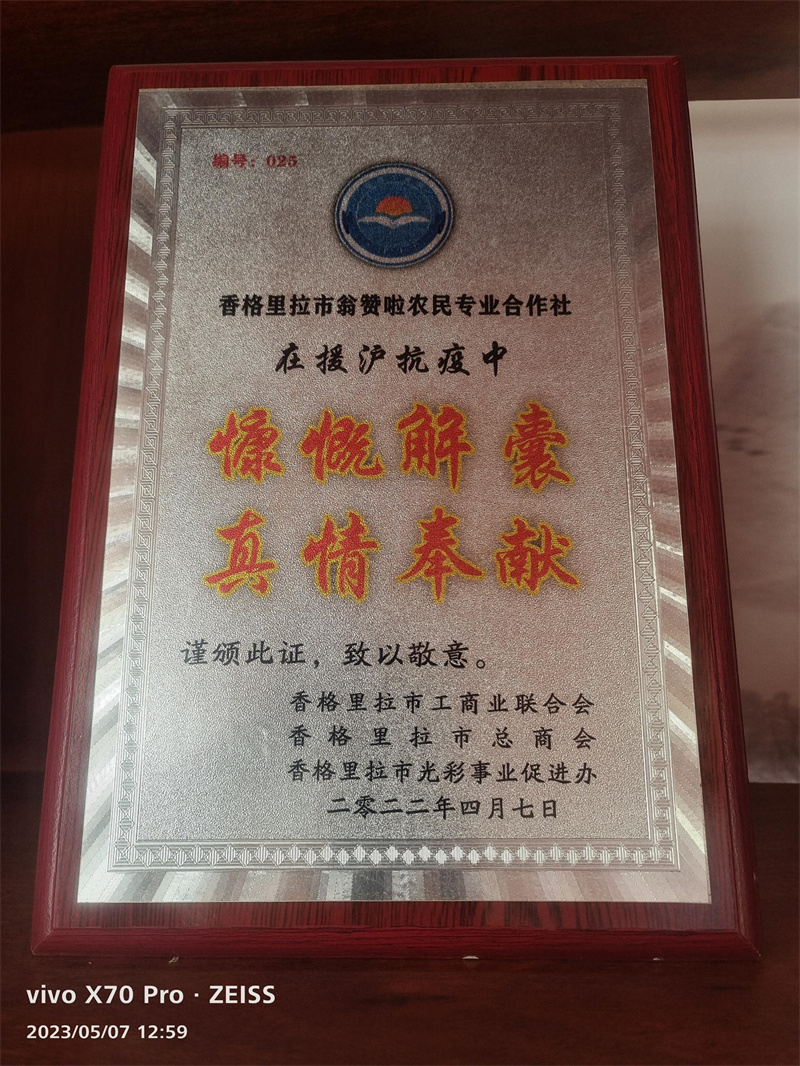 编号：025
香格里拉市翁赞啦农民专业合作社
在援沪抗疫中
慷慨解囊
真情奉献
谨颁此证，致以敬意。
香格里拉市工商业联合会
香格里拉市总商会
香格里拉市光彩事业促进办
二零二二年四月七日
vivo X70 Pro · ZEISS
2023/05/07 12:59